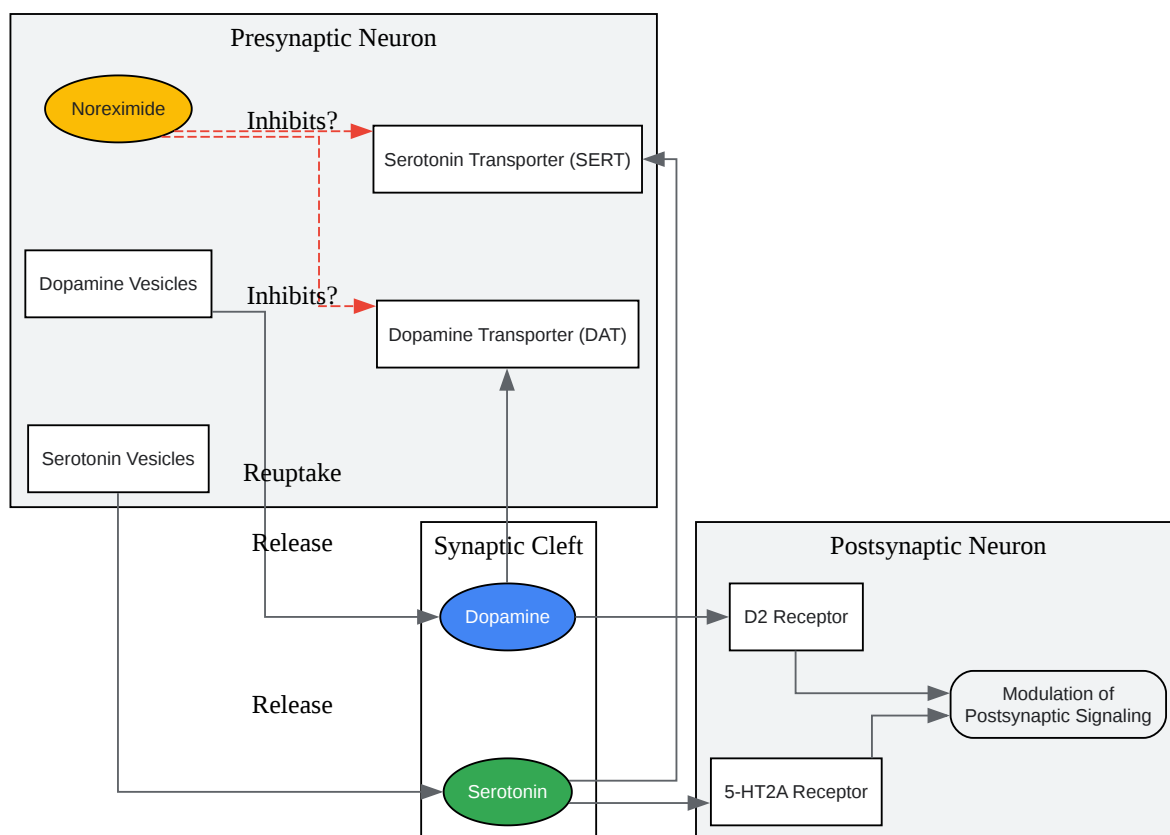 Presynaptic Neuron
Noreximide
Inhibits?
Serotonin Transporter (SERT)
Dopamine Vesicles
Inhibits?
Dopamine Transporter (DAT)
Serotonin Vesicles
Reuptake
Release
Synaptic Cleft
Postsynaptic Neuron
Dopamine
D2 Receptor
Release
Modulation of
Postsynaptic Signaling
Serotonin
5-HT2A Receptor